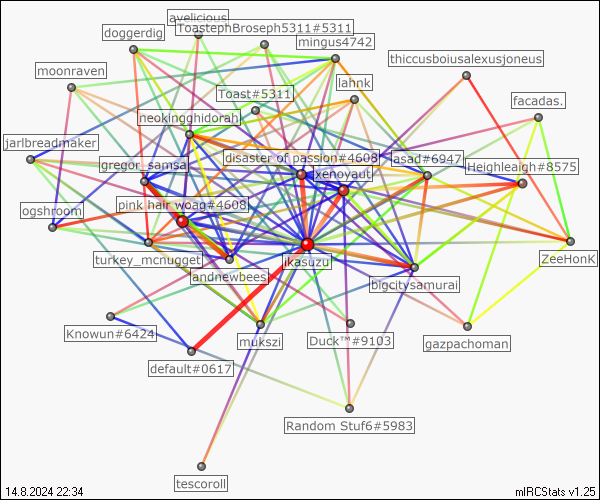 avelicious
ToastephBroseph5311#5311
doggerdig
mingus4742
thiccusboiusalexusjoneus
moonraven
lahnk
Toast#5311
facadas.
neokingghidorah
jarlbreadmaker
gregor_samsa
disaster of passion#4608
asad#6947
Heighleaigh#8575
xenoyaut
ogshroom
pink hair woag#4608
turkey_mcnugget
ikasuzu
ZeeHonK
andnewbees
bigcitysamurai
Knowun#6424
mukszi
Duck™#9103
gazpachoman
default#0617
Random Stuf6#5983
tescoroll
14.8.2024 22:34
mIRCStats v1.25